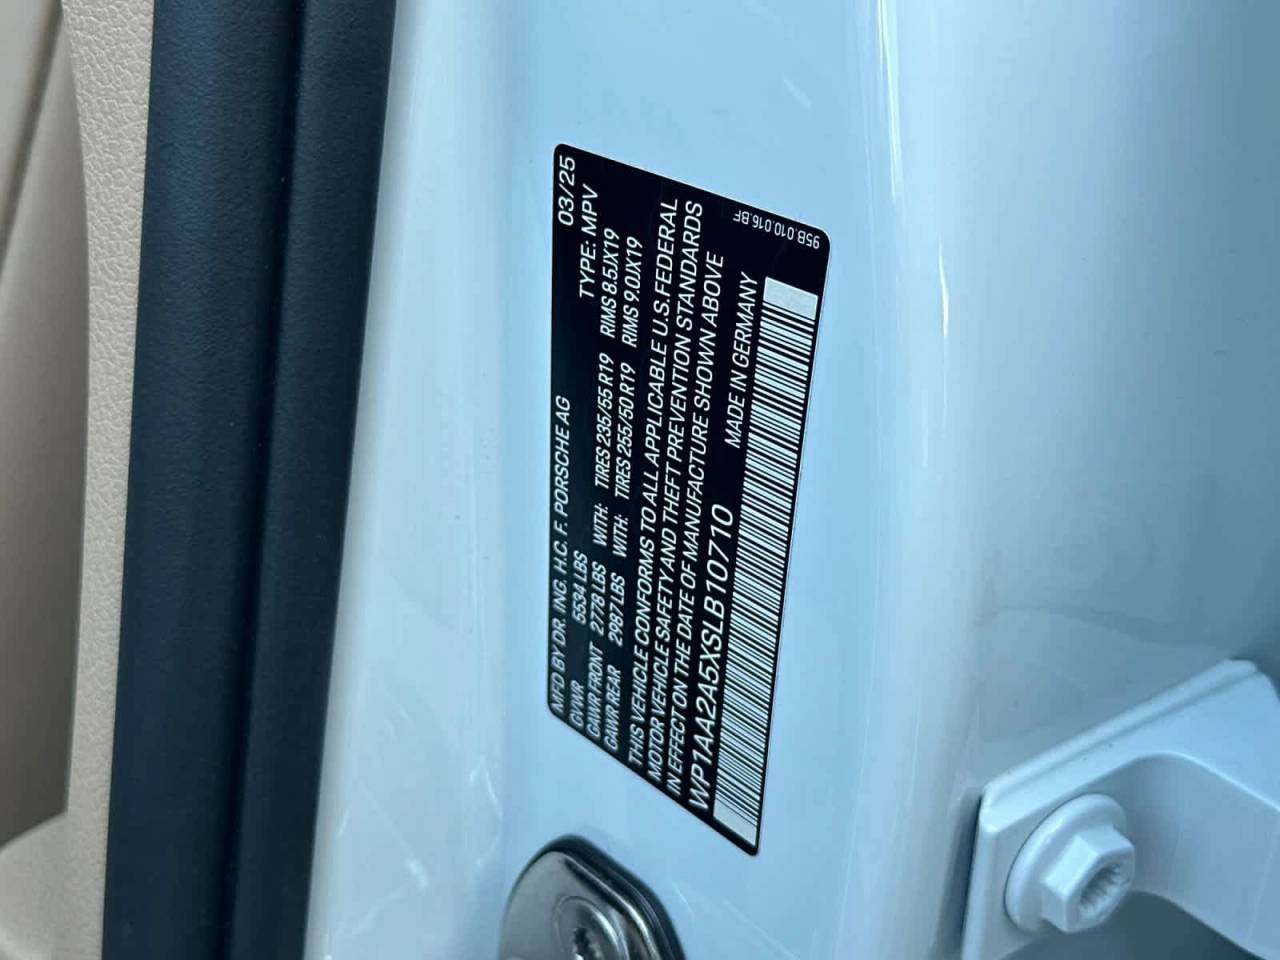 MFD BY DR. ING. H.C. F. PORSCHE AG 03/25
GVWR 5534 LBS TYPE: MPV
GAWR FRONT 2778 LBS WITH: TIRES 235/55 R19 RIMS 8.5JX19
GAWR REAR 2987 LBS WITH: TIRES 255/50 R19 RIMS 9.0JX19
THIS VEHICLE CONFORMS TO ALL APPLICABLE U.S.FEDERAL
MOTOR VEHICLE SAFETY AND THEFT PREVENTION STANDARDS
IN EFFECT ON THE DATE OF MANUFACTURE SHOWN ABOVE
WP1AA2A5XSLB10710 MADE IN GERMANY
95B.010.016.BF